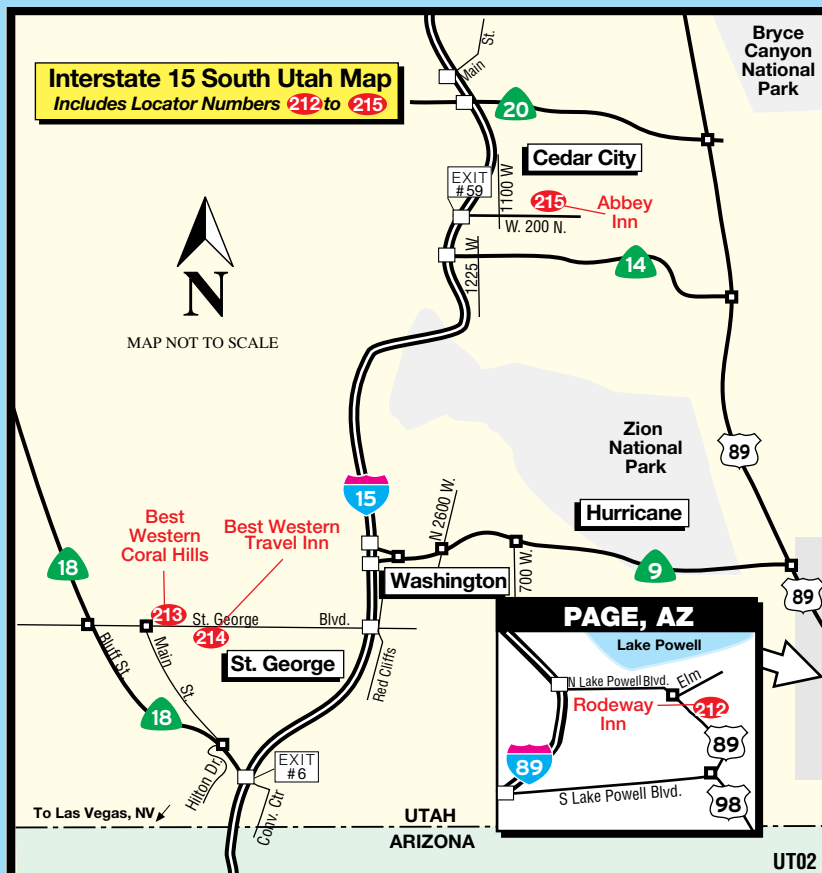 Interstate 15 South Utah Map
Includes Locator Numbers 212 to 215
Main
St.
Bryce
Canyon
National
Park
20
Cedar City
EXIT
#59
1100 W
215
Abbey
Inn
W. 200 N.
1225 W
14
N
MAP NOT TO SCALE
Zion
National
Park
89
15
Hurricane
N 2600 W.
Best
Western
Coral Hills
Best Western
Travel Inn
18
9
700 W.
Washington
89
213
St. George
Blvd.
214
St. George
Bluff St.
Main
St.
Red Cliffs
18
Hilton Dr.
EXIT
#6
Conv. Ctr
To Las Vegas, NV
UTAH
ARIZONA
PAGE, AZ
Lake Powell
N Lake Powell Blvd.
Elm
Rodeway
Inn
212
89
89
S Lake Powell Blvd.
98
UT02